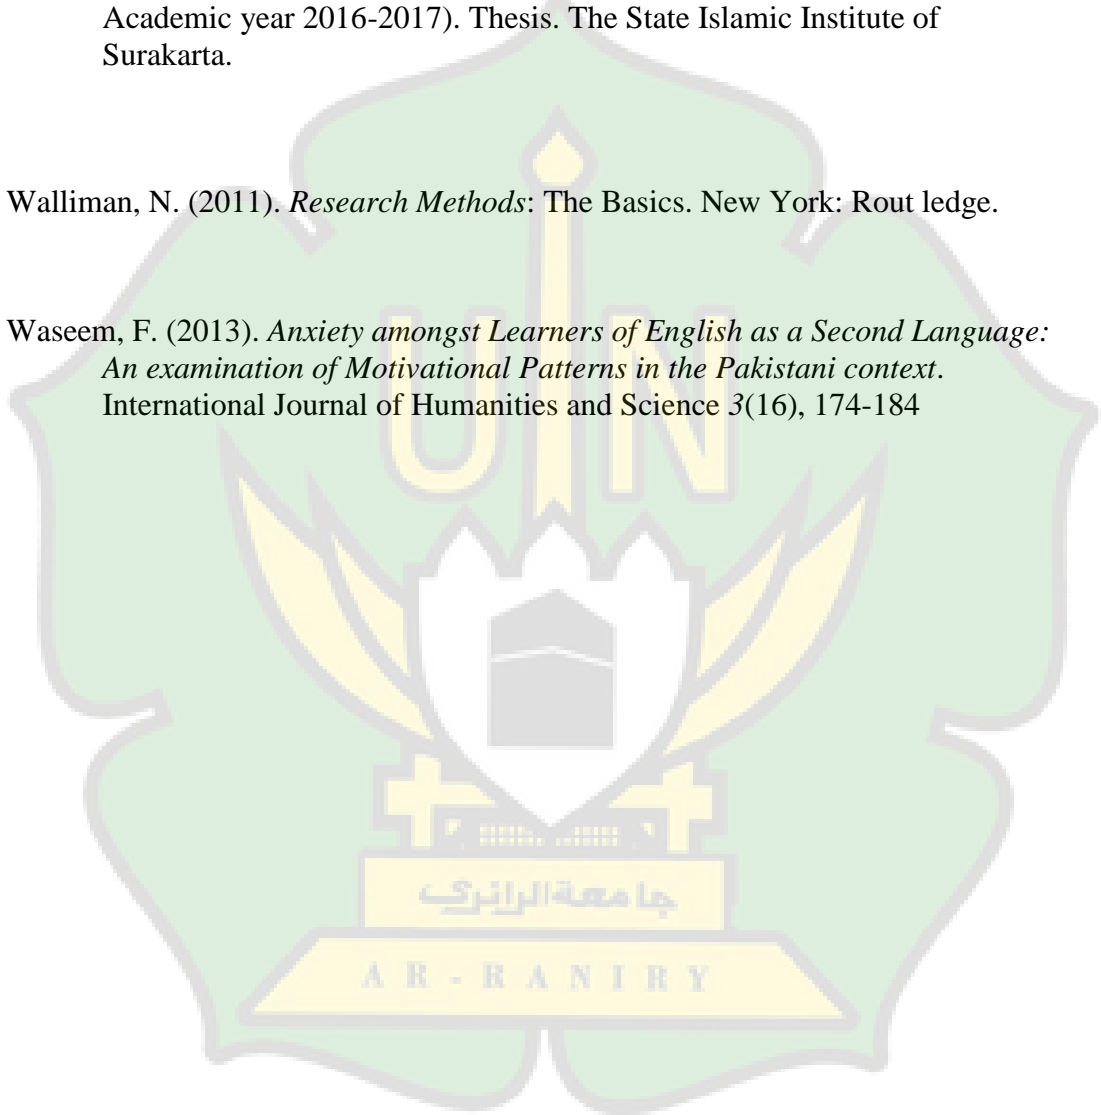 Academic year 2016-2017). Thesis. The State Islamic Institute of
Surakarta.
Walliman, N. (2011). Research Methods: The Basics. New York: Rout ledge.
Waseem, F. (2013). Anxiety amongst Learners of English as a Second Language:
An examination of Motivational Patterns in the Pakistani context.
International Journal of Humanities and Science 3(16), 174-184
UIN
جامعة الرانري
AR-RANIRY